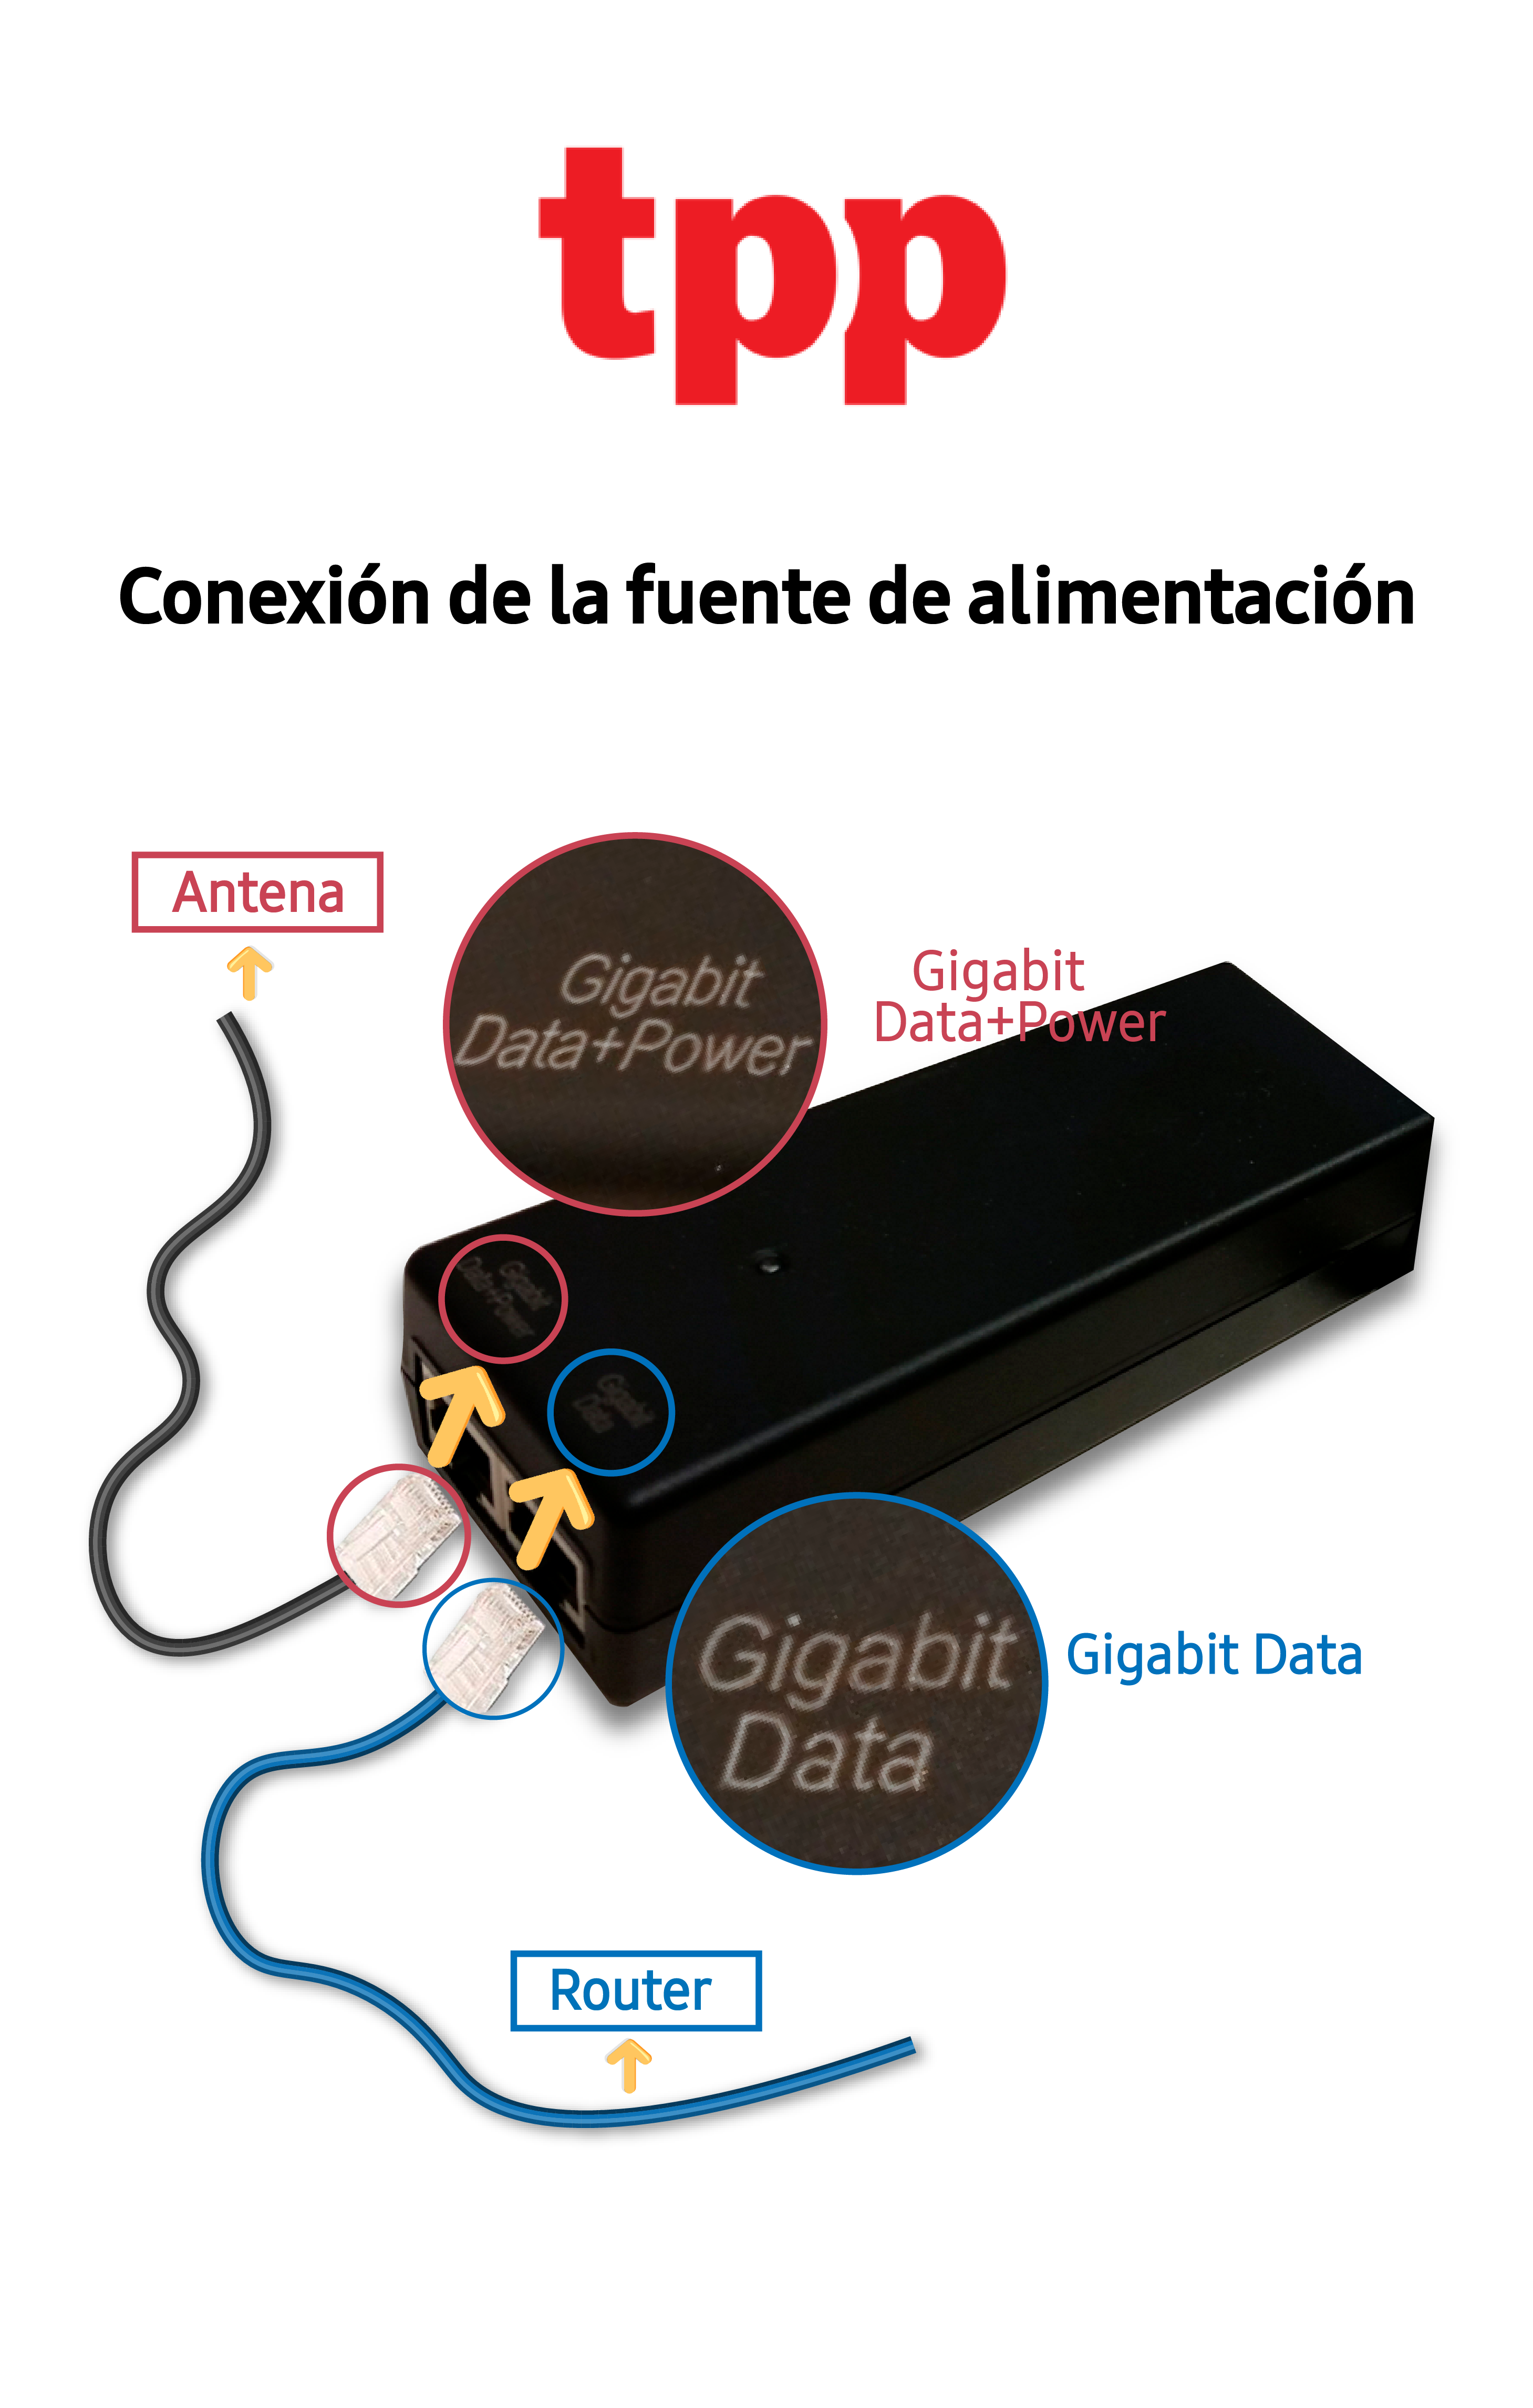 tpp
Conexión de la fuente de alimentación
Antena
Gigabit
Data+Power
Gigabit
Data+Power
Gigabit
Data+Power
Gigabit
Data
Gigabit
Data
Gigabit Data
Router